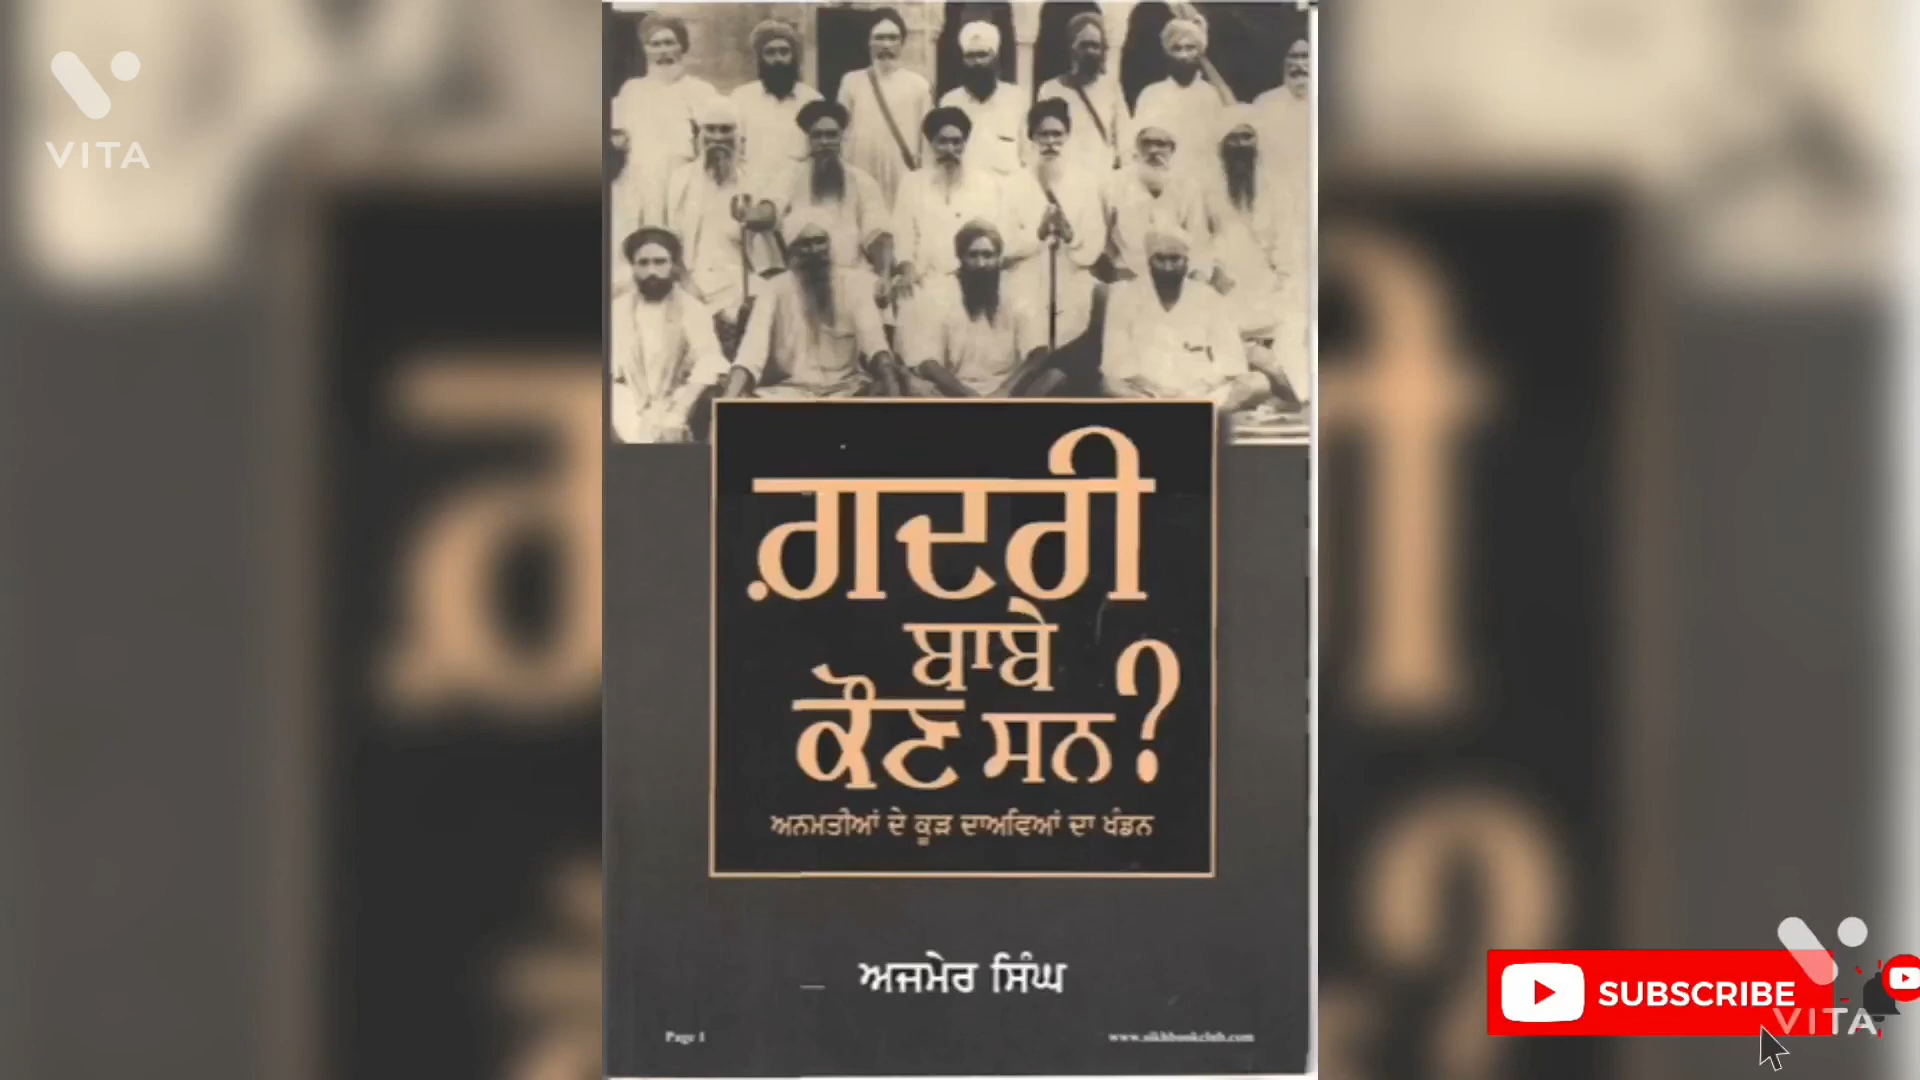 VITA
ਗ਼ਦਰੀ
ਬਾਬੇ
ਕੌਣ ਸਨ?
ਅਨਮਤੀਆਂ ਦੇ ਕੂੜ ਦਾਅਵਿਆਂ ਦਾ ਖੰਡਨ
ਅਜਮੇਰ ਸਿੰਘ
Page 1
www.sikhbookclub.com
SUBSCRIBE
VITA